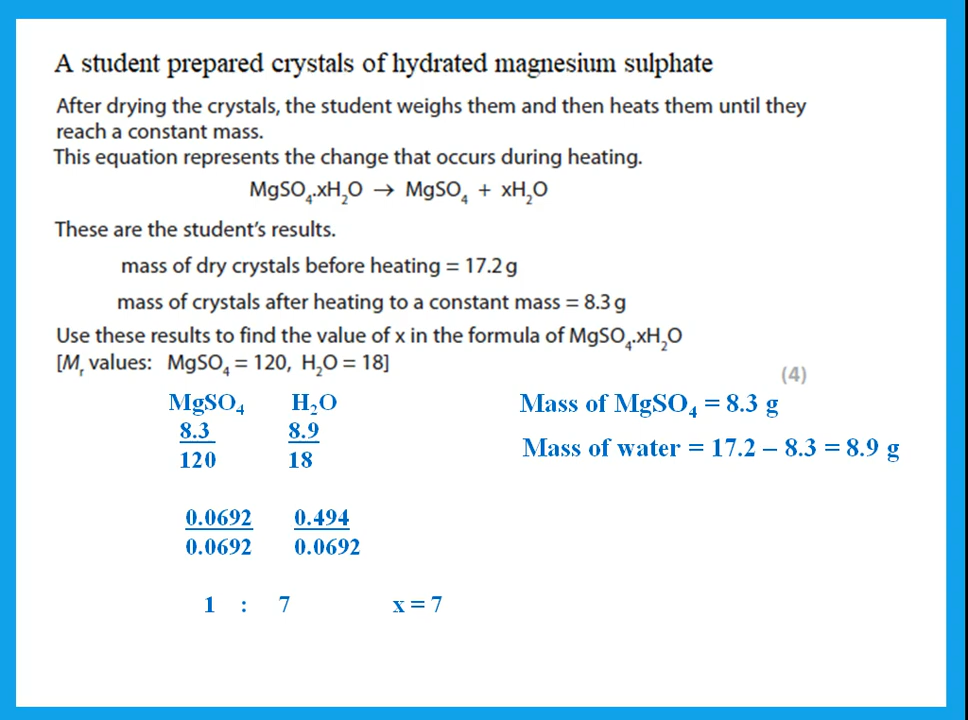 A student prepared crystals of hydrated magnesium sulphate
After drying the crystals, the student weighs them and then heats them until they
reach a constant mass.
This equation represents the change that occurs during heating.
MgSO₄.xH₂O → MgSO₄ + xH₂O
These are the student's results.
mass of dry crystals before heating = 17.2 g
mass of crystals after heating to a constant mass = 8.3 g
Use these results to find the value of x in the formula of MgSO₄.xH₂O
[Mᵣ values: MgSO₄ = 120, H₂O = 18]
(4)
MgSO₄ H₂O
8.3 8.9
120 18
0.0692 0.494
0.0692 0.0692
1 : 7 x = 7
Mass of MgSO₄ = 8.3 g
Mass of water = 17.2 – 8.3 = 8.9 g